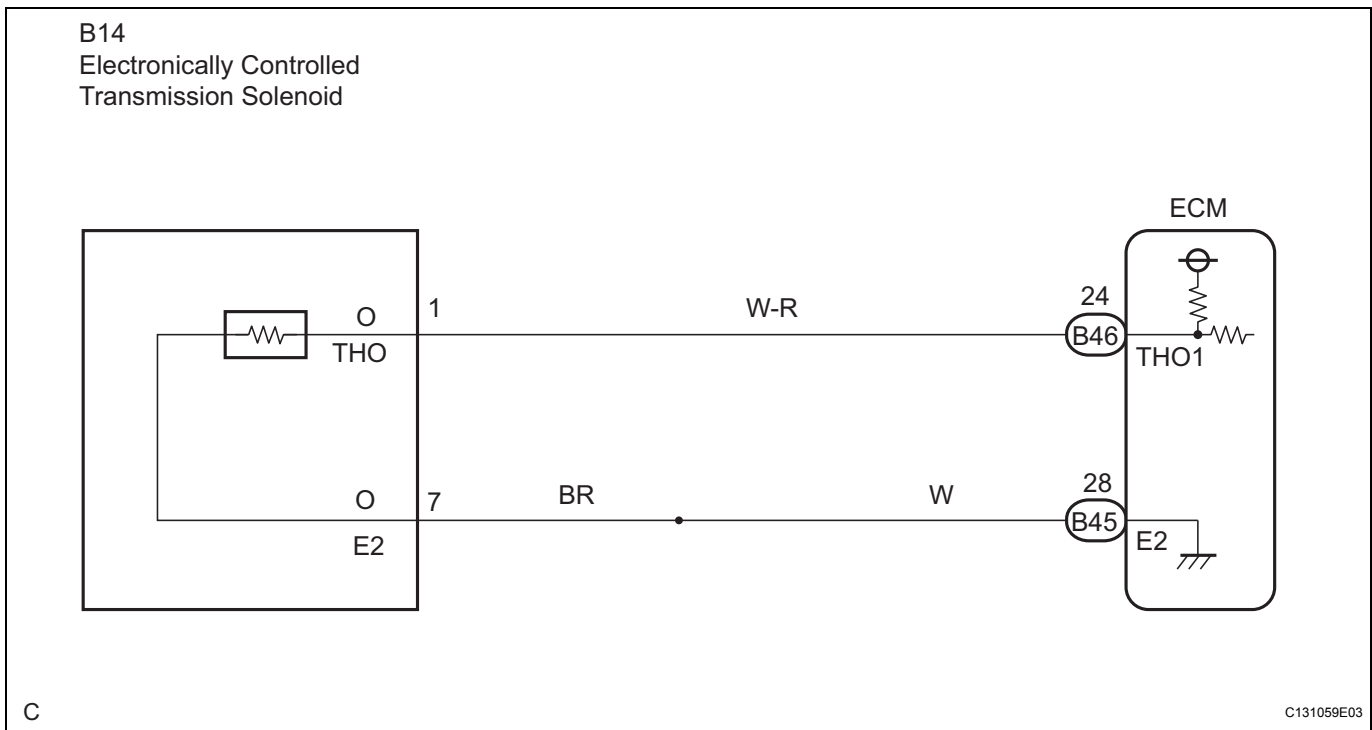 B14
Electronically Controlled
Transmission Solenoid
ECM
O
1
W-R
24
B46
THO
THO1
O
7
BR
W
28
B45
E2
E2
C
C131059E03